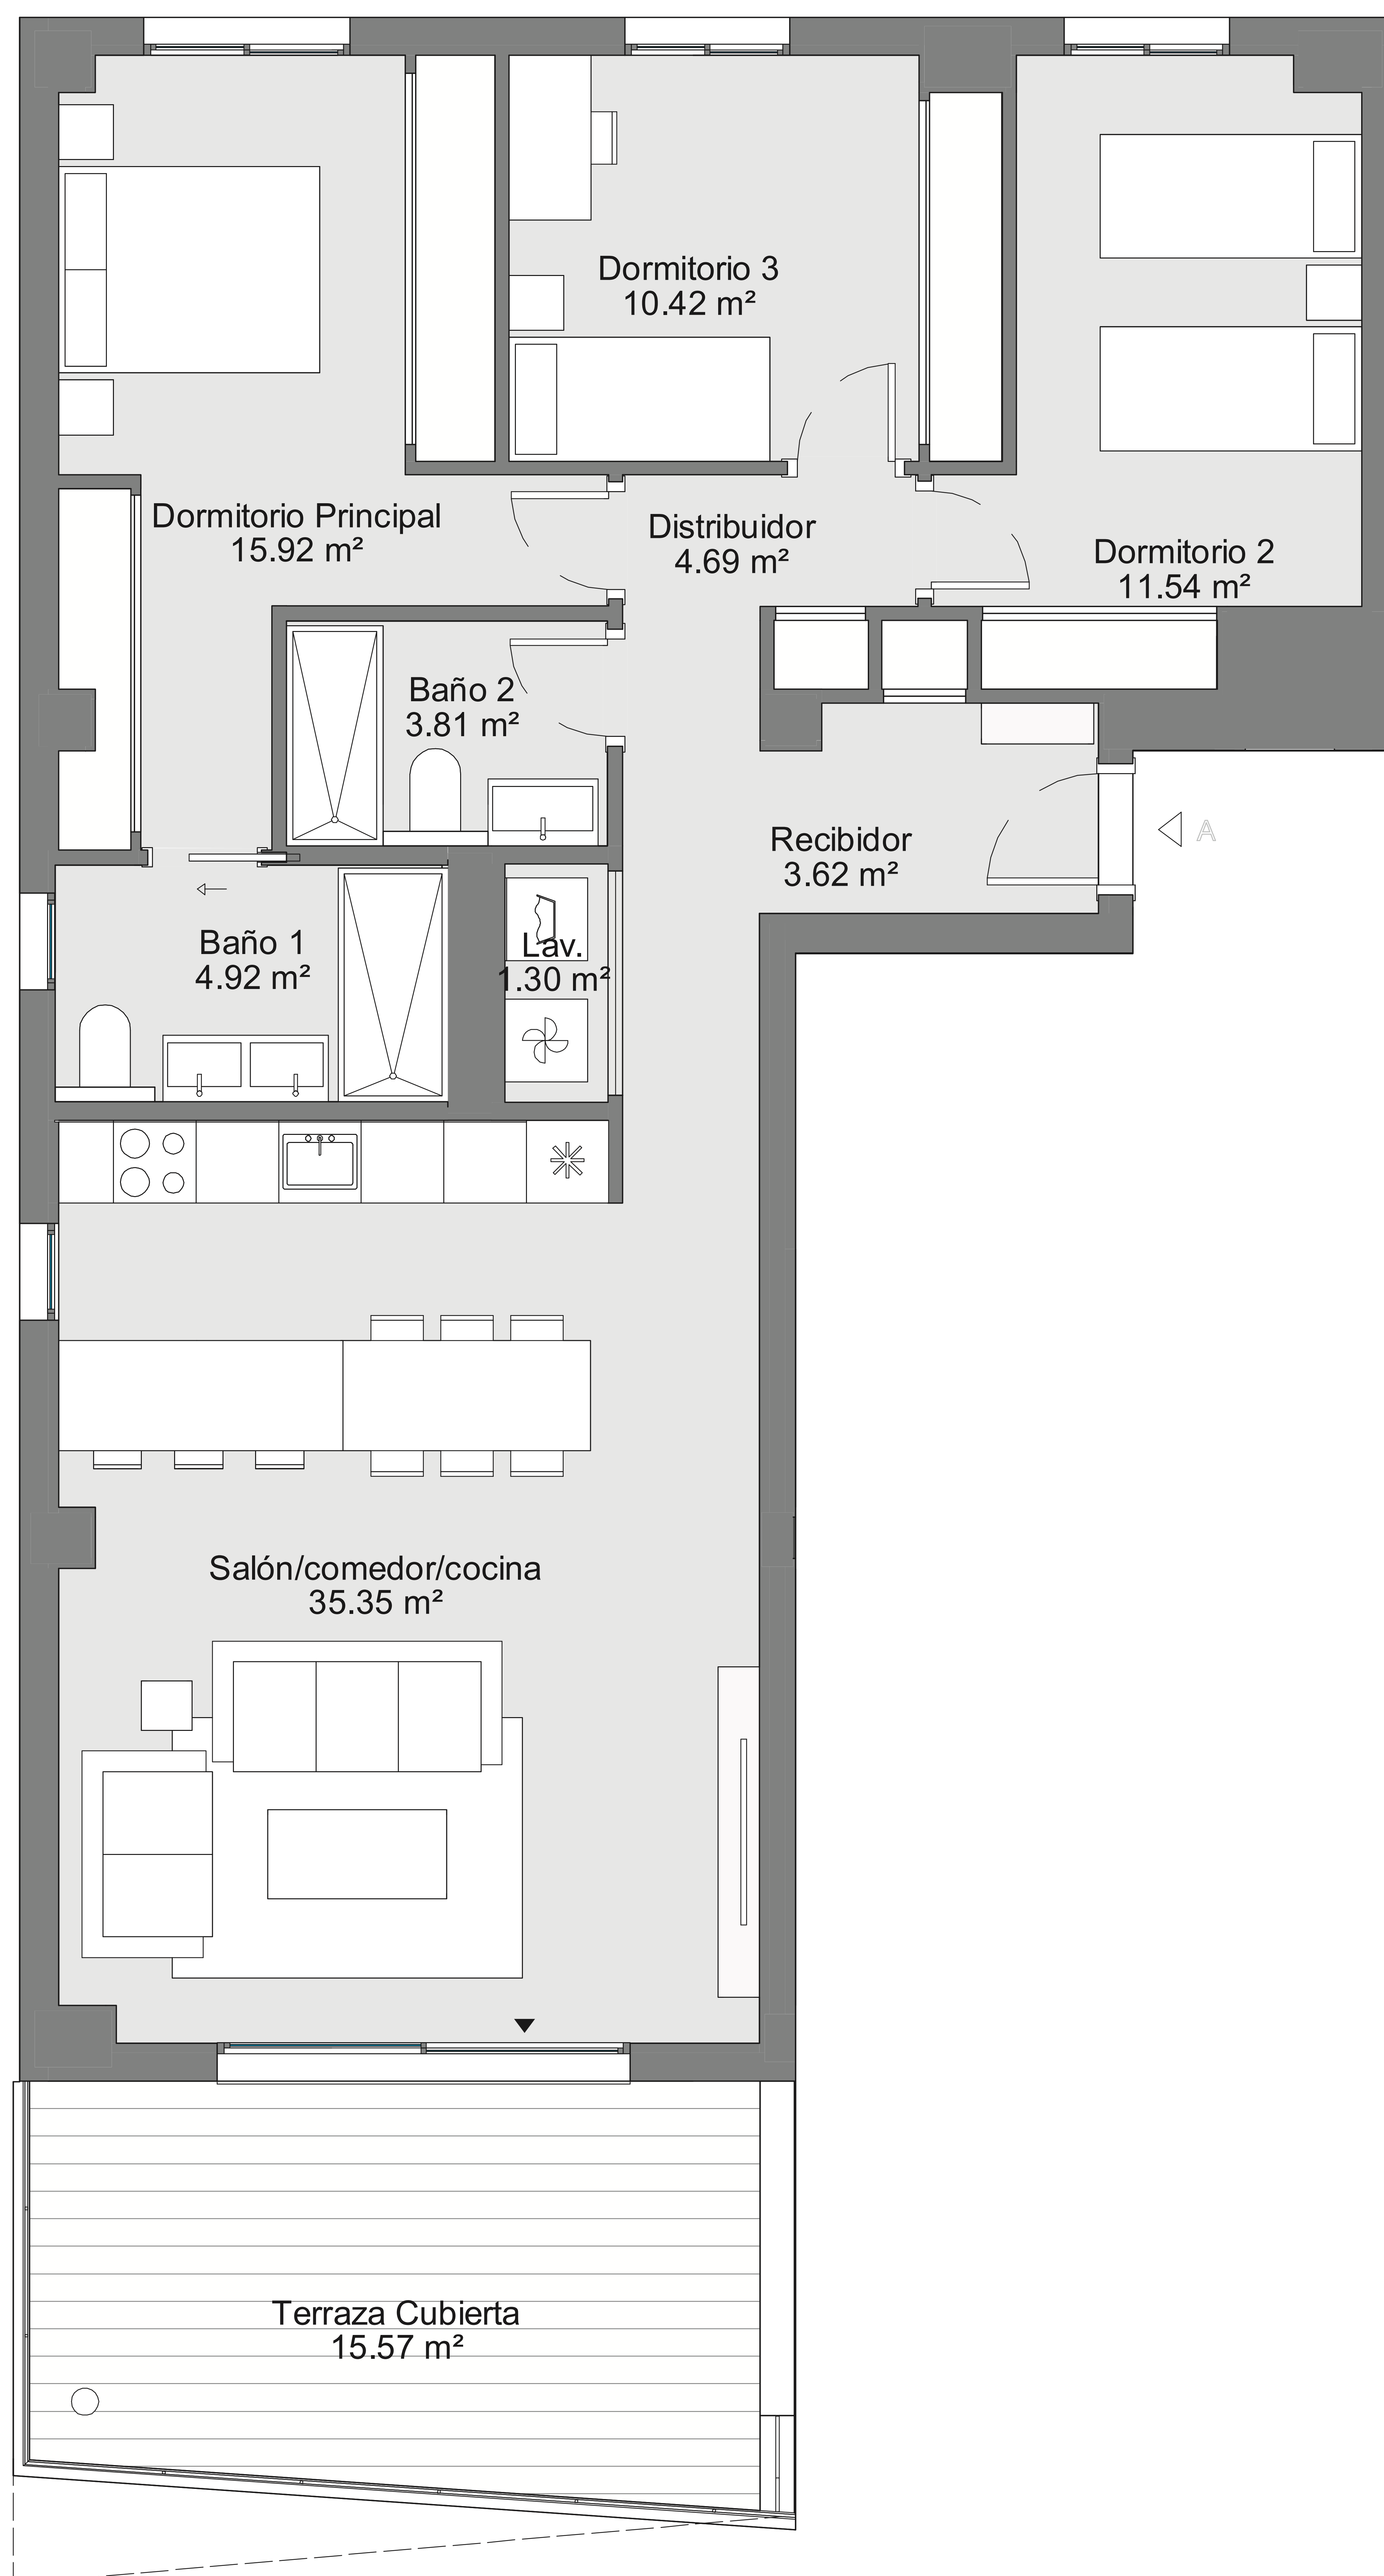 Dormitorio 3
10.42 m²
Dormitorio Principal
15.92 m²
Distribuidor
4.69 m²
Dormitorio 2
11.54 m²
Baño 2
3.81 m²
Recibidor
3.62 m²
A
Baño 1
4.92 m²
Lav.
1.30 m²
Salón/comedor/cocina
35.35 m²
Terraza Cubierta
15.57 m²